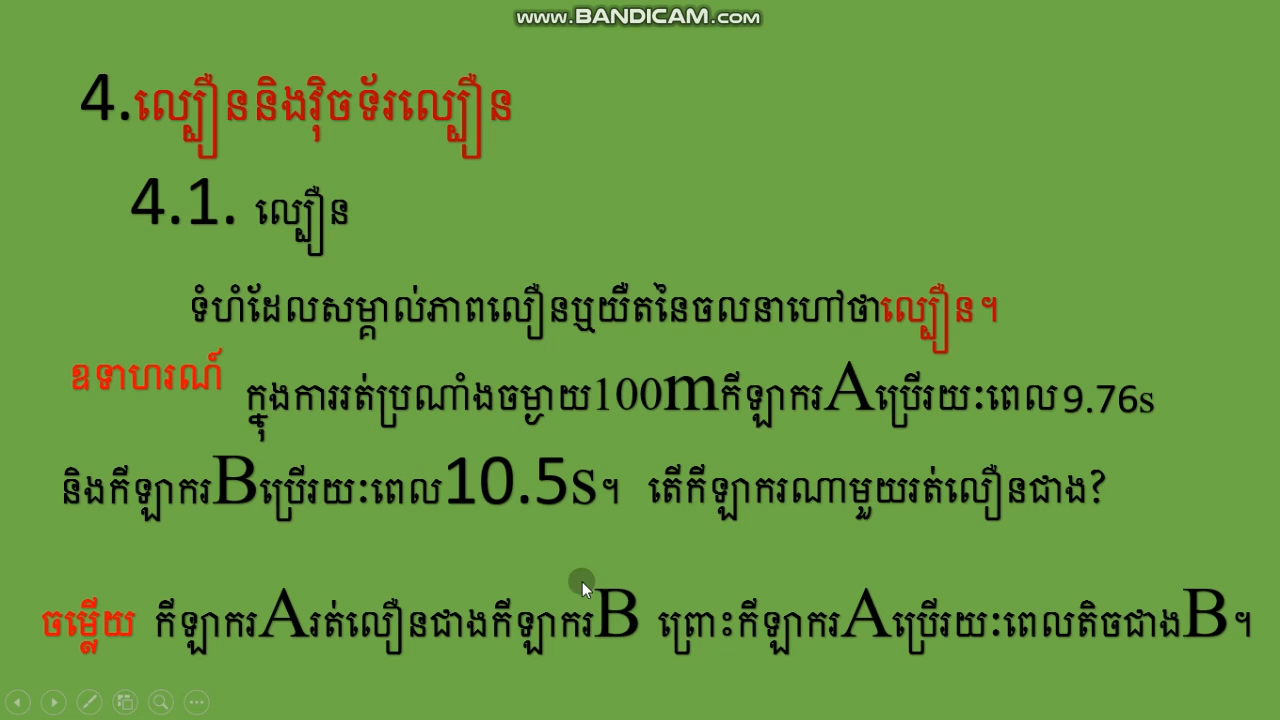 www.BANDICAM.com
4.ល្បឿននិងវ៉ិចទ័រល្បឿន
4.1. ល្បឿន
ទំហំដែលសម្គាល់ភាពលឿនឬយឺតនៃចលនាហៅថាល្បឿន។
ឧទាហរណ៍ ក្នុងការរត់ប្រណាំងចម្ងាយ100mកីឡាករAប្រើរយៈពេល9.76s
និងកីឡាករBប្រើរយៈពេល10.5s។ តើកីឡាករណាមួយរត់លឿនជាង?
ចម្លើយ កីឡាករAរត់លឿនជាងកីឡាករB ព្រោះកីឡាករAប្រើរយៈពេលតិចជាងB។